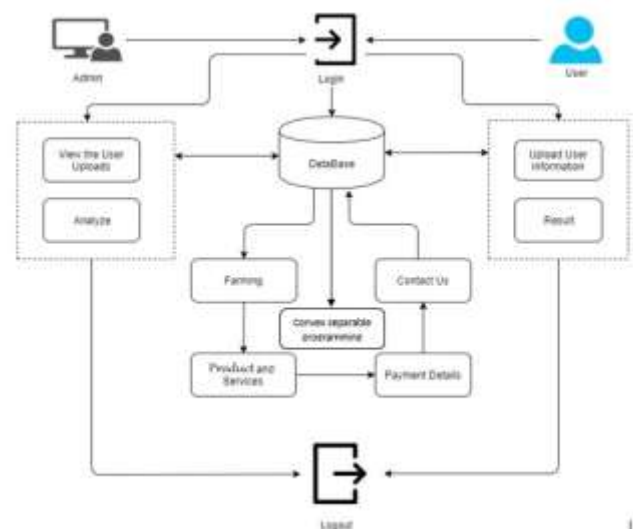 Admin
Login
User
View the User
Uploads
Analyze
DataBase
Upload User
Information
Result
Farming
Contact Us
Convex separable
programming
Product and
Services
Payment Details
Logout